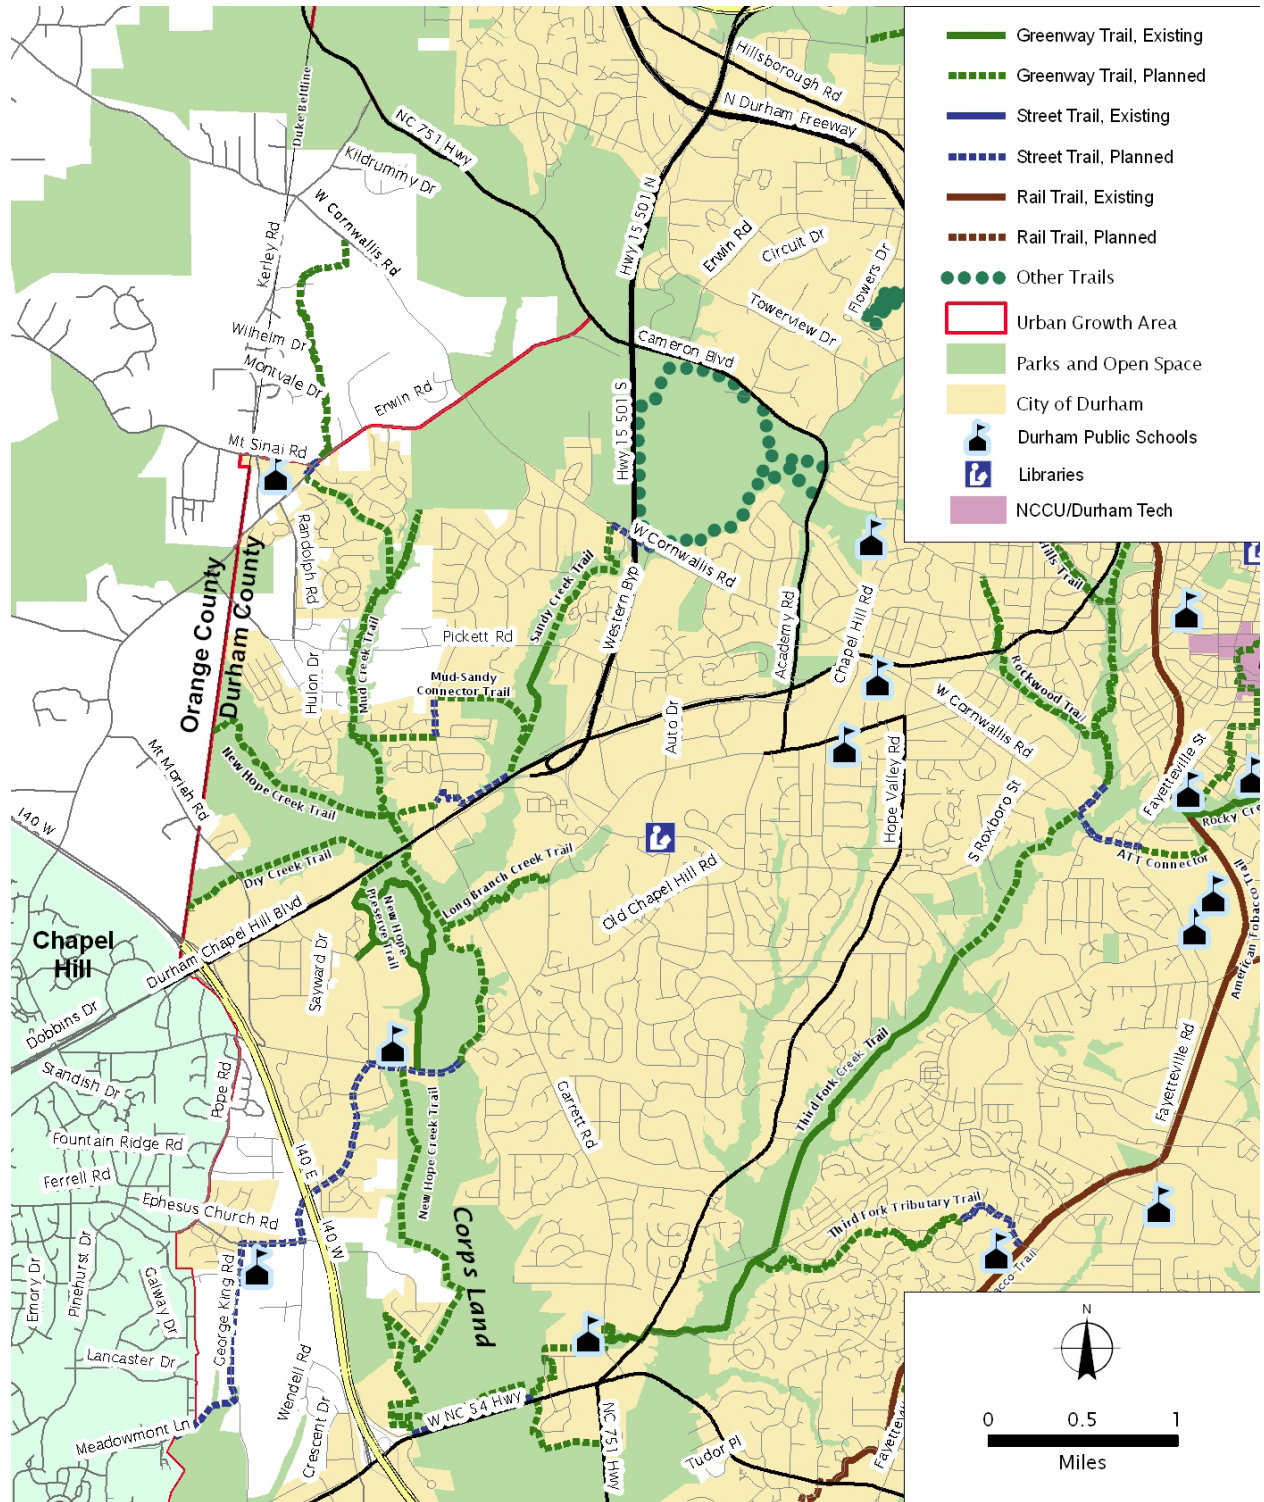 Greenway Trail, Existing
Greenway Trail, Planned
Street Trail, Existing
Street Trail, Planned
Rail Trail, Existing
Rail Trail, Planned
Other Trails
Urban Growth Area
Parks and Open Space
City of Durham
Durham Public Schools
Libraries
NCCU/Durham Tech
Hillsborough Rd
N Durham Freeway
Duke Beltline
NC 751 Hwy
Kildrummy Dr
W Cornwallis Rd
Kerley Rd
Hwy 15 501 N
Erwin Rd
Circuit Dr
Flowers Dr
Towerview Dr
Wilhelm Dr
Montvale Dr
Cameron Blvd
Erwin Rd
Hwy 15 501 S
Mt Sinai Rd
Randolph Rd
W Cornwallis Rd
Sandy Creek Trail
Western Byp
Hills Trail
Orange County
Durham County
Pickett Rd
Mud Creek Trail
Hulon Dr
Mud-Sandy
Connector Trail
Academy Rd
Chapel Hill Rd
Rockwood Trail
W Cornwallis Rd
Auto Dr
Hope Valley Rd
Mt Moriah Rd
New Hope Creek Trail
S Roxboro St
Fayetteville St
Rocky Cre
I40 W
ATT Connector
Dry Creek Trail
Long Branch Creek Trail
Old Chapel Hill Rd
New Hope
Preserve Trail
American Tobacco Trail
Chapel
Hill
Durham Chapel Hill Blvd
Sayward Dr
Dobbins Dr
Standish Dr
Pope Rd
Third Fork Creek Trail
Fayetteville Rd
Garrett Rd
Fountain Ridge Rd
Ferrell Rd
I40 E
New Hope Creek Trail
Ephesus Church Rd
I40 W
Third Fork Tributary Trail
Corps Land
Emory Dr
Pinehurst Dr
Galway Dr
George King Rd
acco-Trail
Lancaster Dr
Wendell Rd
Crescent Dr
W NC 54 Hwy
Meadowmont Ln
NC 751 Hwy
Tudor Pl
Fayettev
N
0 0.5 1
Miles